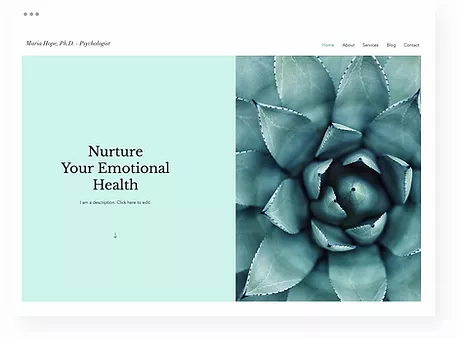 Maria Hope, Ph.D. - Psychologist
Home About Services Blog Contact
Nurture
Your Emotional
Health
I am a description. Click here to edit.